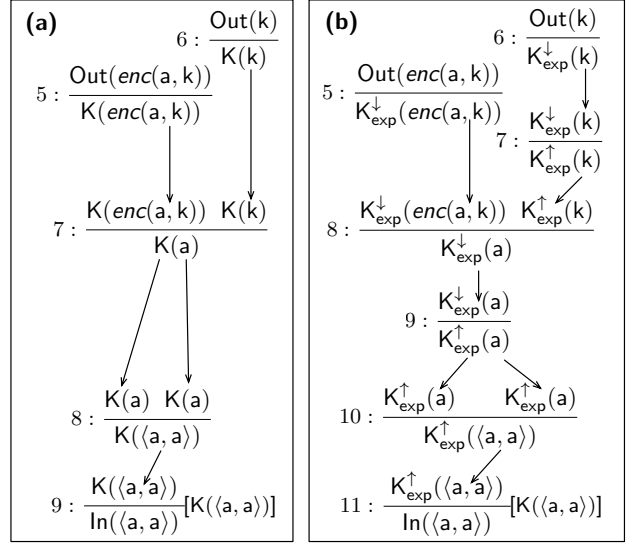 (a)
6 : Out(k)
K(k)
5 : Out(enc(a, k))
K(enc(a, k))
7 : K(enc(a, k)) K(k)
K(a)
8 : K(a) K(a)
K(⟨a, a⟩)
9 : K(⟨a, a⟩) [K(⟨a, a⟩)]
In(⟨a, a⟩)
(b)
6 : Out(k)
K↓exp(k)
5 : Out(enc(a, k))
K↓exp(enc(a, k))
7 : K↓exp(k)
K↑exp(k)
8 : K↓exp(enc(a, k)) K↑exp(k)
K↓exp(a)
9 : K↓exp(a)
K↑exp(a)
10 : K↑exp(a) K↑exp(a)
K↑exp(⟨a, a⟩)
11 : K↑exp(⟨a, a⟩) [K(⟨a, a⟩)]
In(⟨a, a⟩)